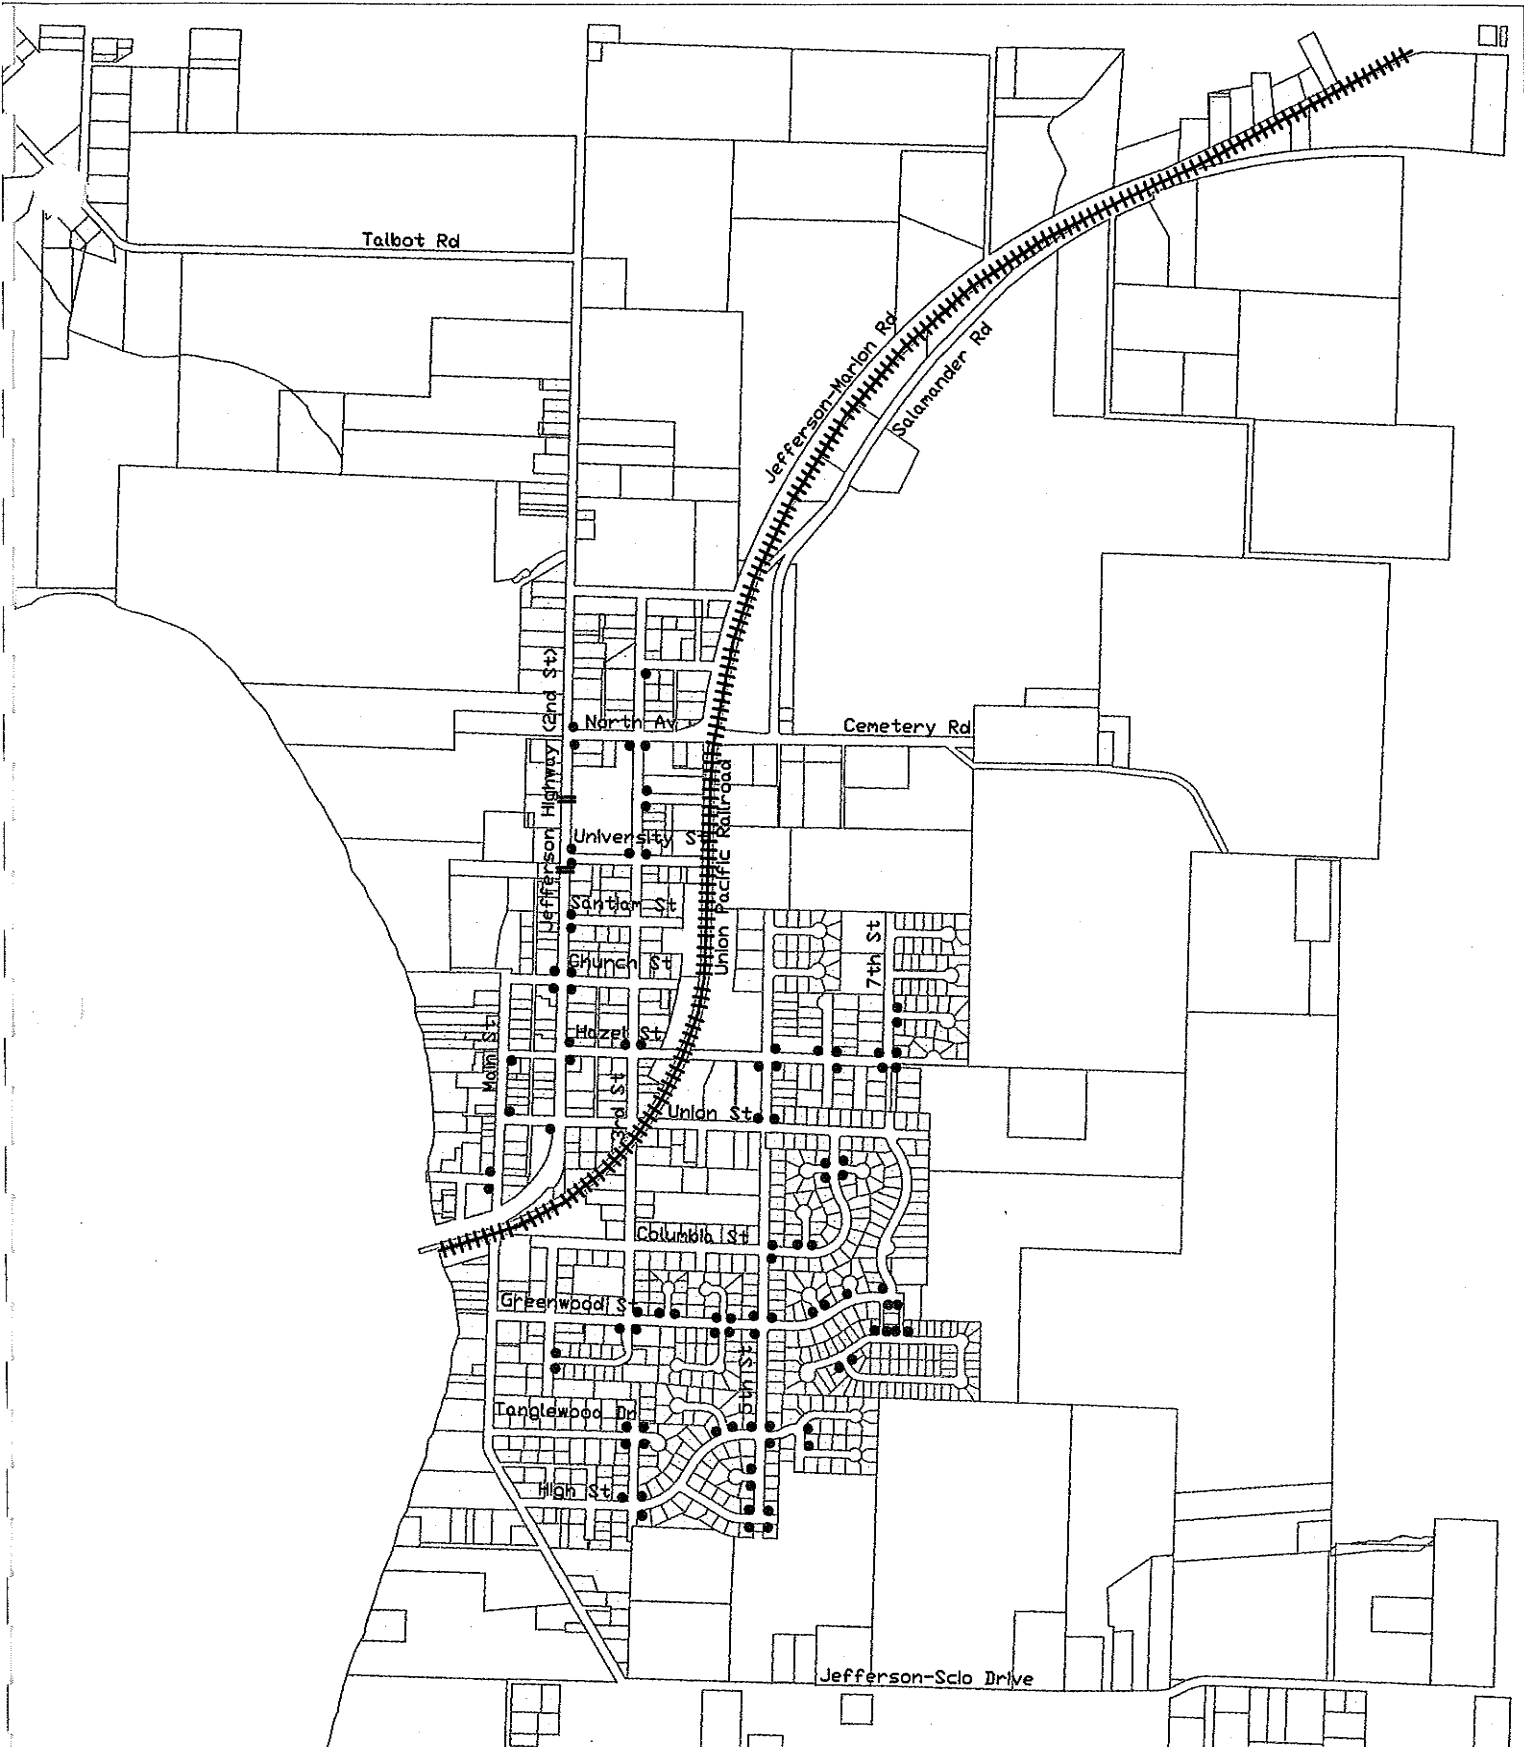 Talbot Rd
Jefferson-Marion Rd
Salamander Rd
Jefferson Highway (2nd St)
North Av
Cemetery Rd
Union Pacific Railroad
University St
Santiam St
Church St
7th St
Hazel St
Main St
3rd St
Union St
Columbia St
Greenwood St
5th St
Tanglewood Dr
High St
Jefferson-Scio Drive